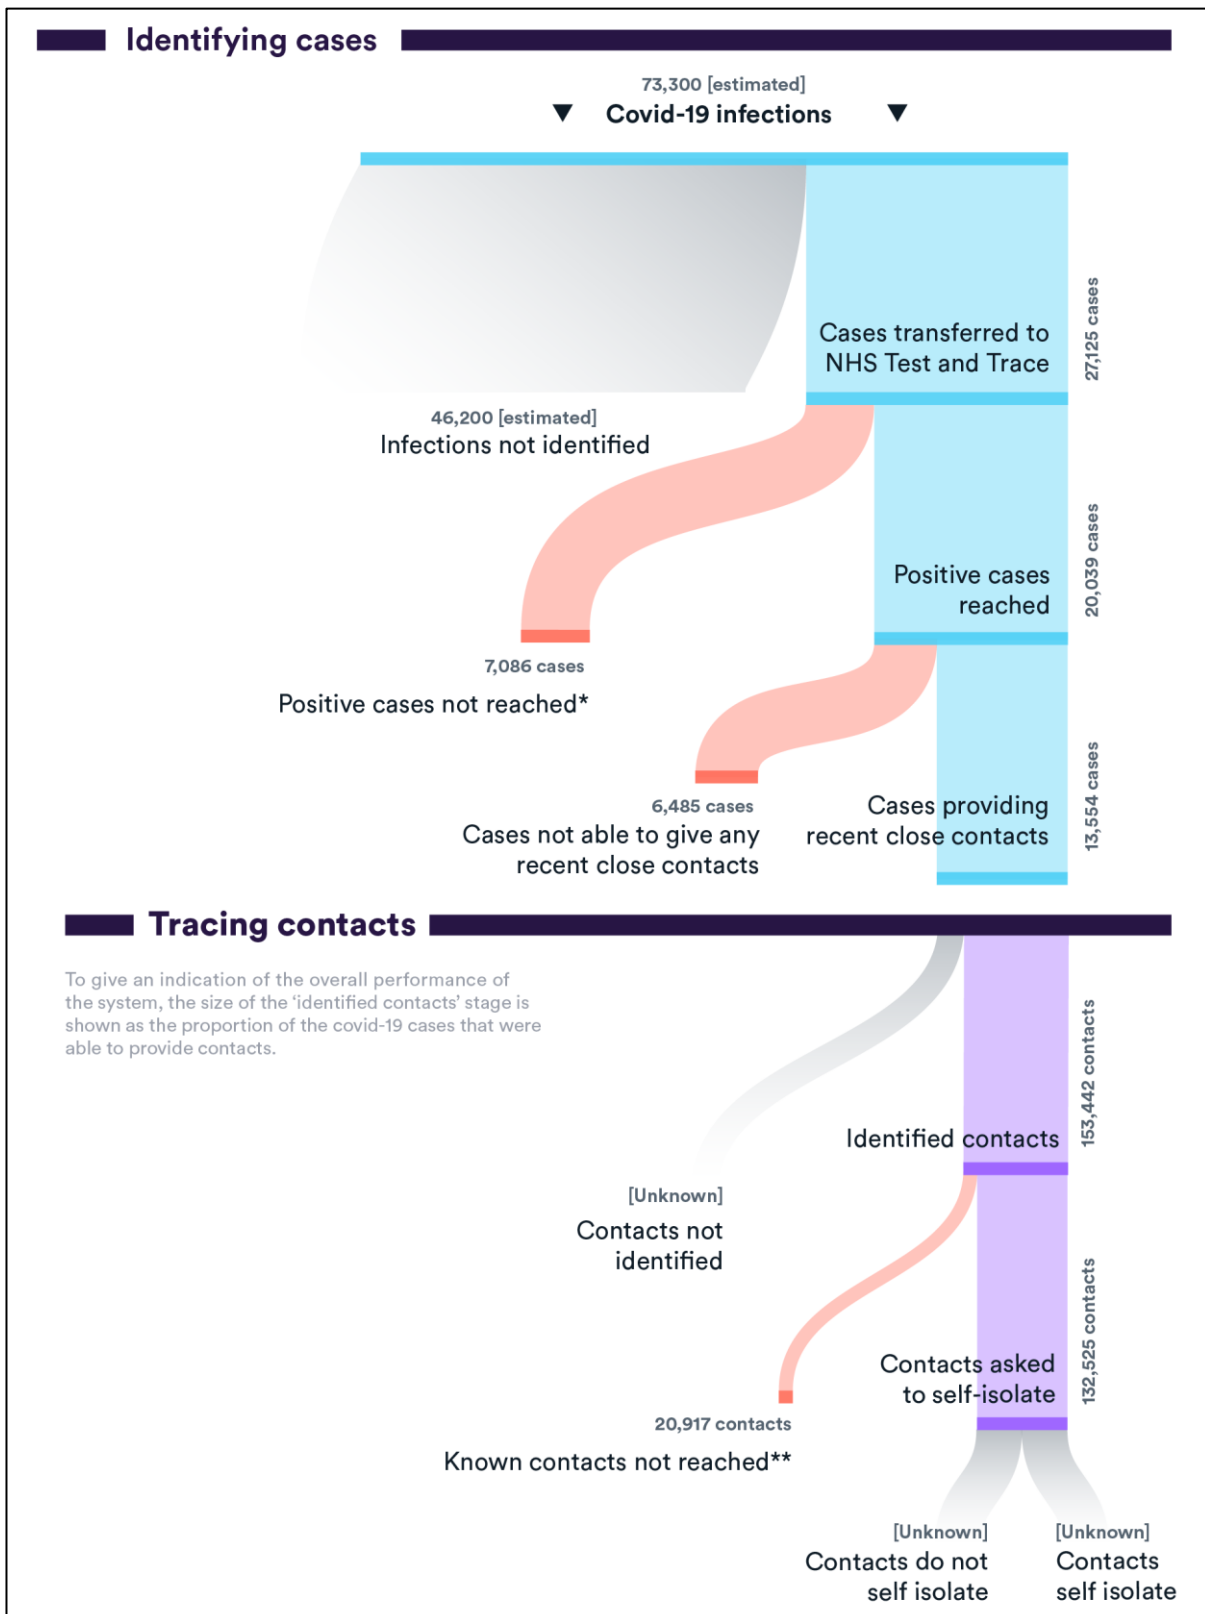 Identifying cases
73,300 [estimated]
▼ Covid-19 infections ▼
Cases transferred to
NHS Test and Trace
27,125 cases
46,200 [estimated]
Infections not identified
Positive cases
reached
20,039 cases
7,086 cases
Positive cases not reached*
6,485 cases
Cases not able to give any
recent close contacts
Cases providing
recent close contacts
13,554 cases
Tracing contacts
To give an indication of the overall performance of
the system, the size of the ‘identified contacts’ stage is
shown as the proportion of the covid-19 cases that were
able to provide contacts.
153,442 contacts
Identified contacts
[Unknown]
Contacts not
identified
132,525 contacts
Contacts asked
to self-isolate
20,917 contacts
Known contacts not reached**
[Unknown]
Contacts do not
self isolate
[Unknown]
Contacts
self isolate